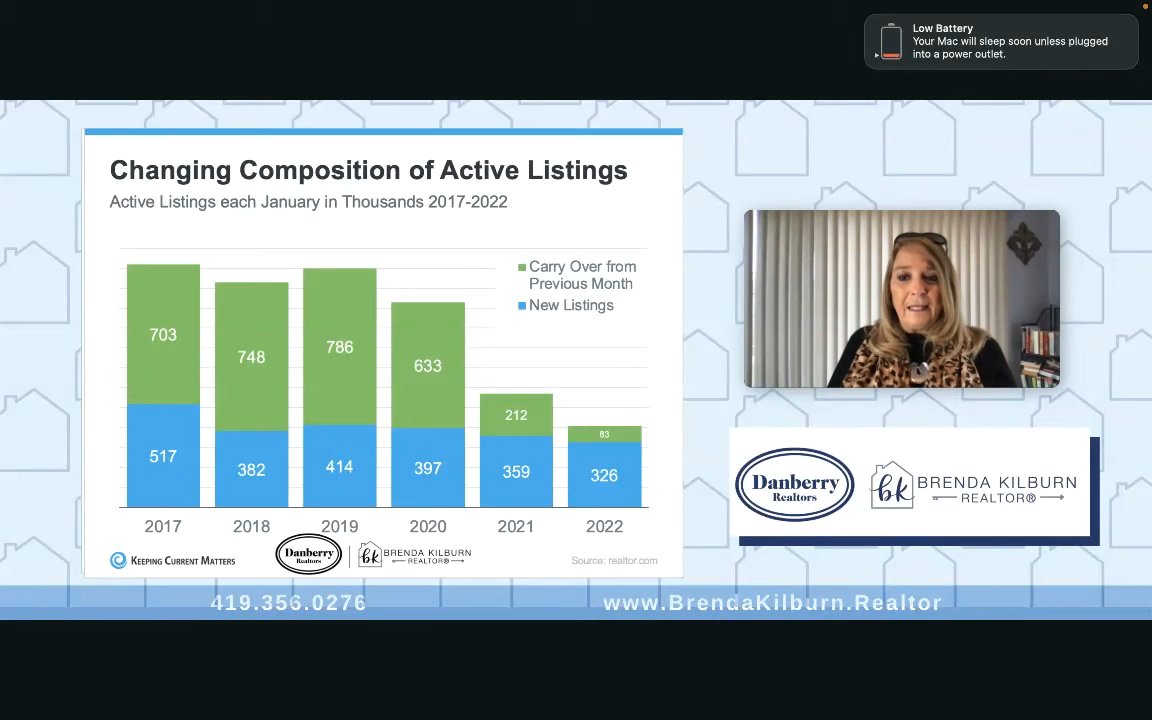 Low Battery
Your Mac will sleep soon unless plugged
into a power outlet.
Changing Composition of Active Listings
Active Listings each January in Thousands 2017-2022
Carry Over from
Previous Month
New Listings
703
748
786
633
212
83
517
382
414
397
359
326
2017
2018
2019
2020
2021
2022
KEEPING CURRENT MATTERS
Danberry
Realtors
bk
BRENDA KILBURN
REALTOR®
Source: realtor.com
Danberry
Realtors
bk
BRENDA KILBURN
REALTOR®
419.356.0276
www.BrendaKilburn.Realtor